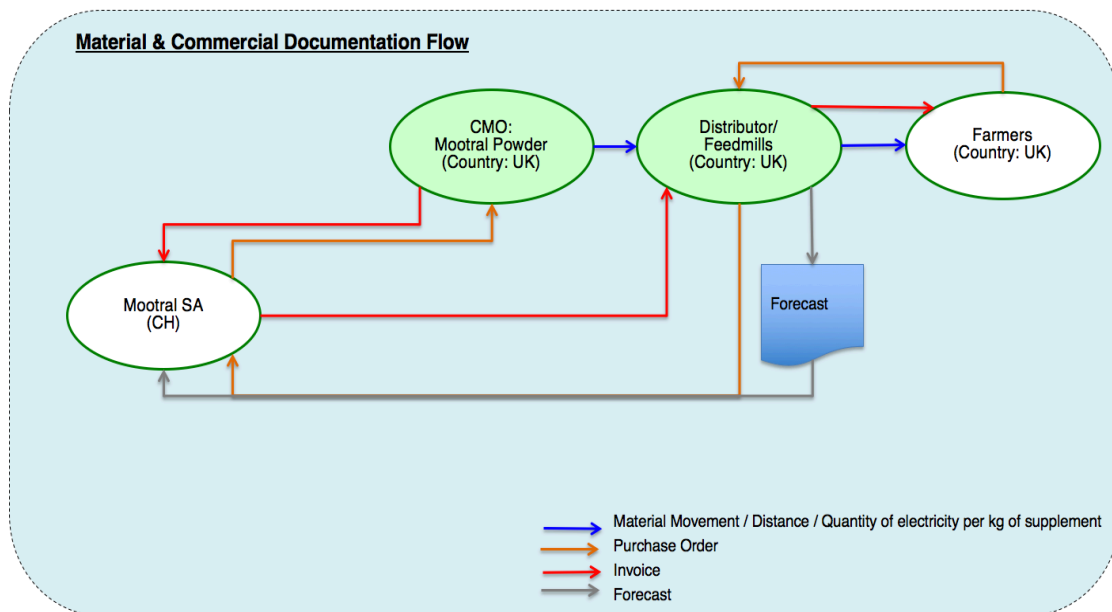 Material & Commercial Documentation Flow
CMO:
Mootral Powder
(Country: UK)
Distributor/
Feedmills
(Country: UK)
Farmers
(Country: UK)
Mootral SA
(CH)
Forecast
Material Movement / Distance / Quantity of electricity per kg of supplement
Purchase Order
Invoice
Forecast